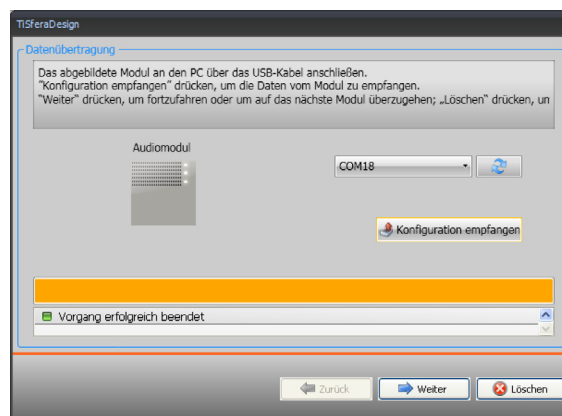 TiSferaDesign
Datenübertragung
Das abgebildete Modul an den PC über das USB-Kabel anschließen.
"Konfiguration empfangen" drücken, um die Daten vom Modul zu empfangen.
"Weiter" drücken, um fortzufahren oder um auf das nächste Modul überzugehen; „Löschen" drücken, un
Audiomodul
COM18
Konfiguration empfangen
Vorgang erfolgreich beendet
Zurück
Weiter
Löschen